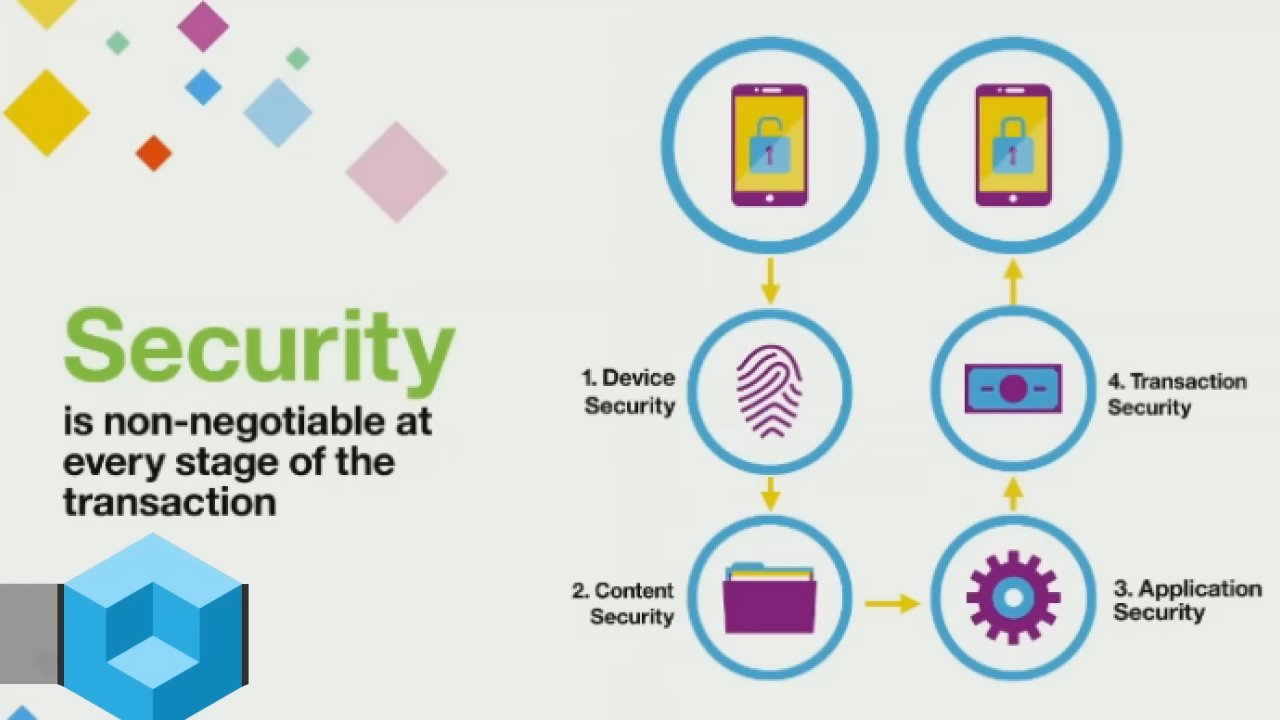 Security
is non-negotiable at
every stage of the
transaction
1. Device
Security
2. Content
Security
3. Application
Security
4. Transaction
Security